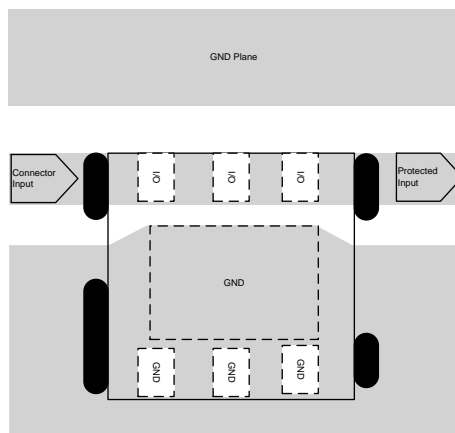 GND Plane
Connector
Input
I/O
I/O
I/O
Protected
Input
GND
GND
GND
GND